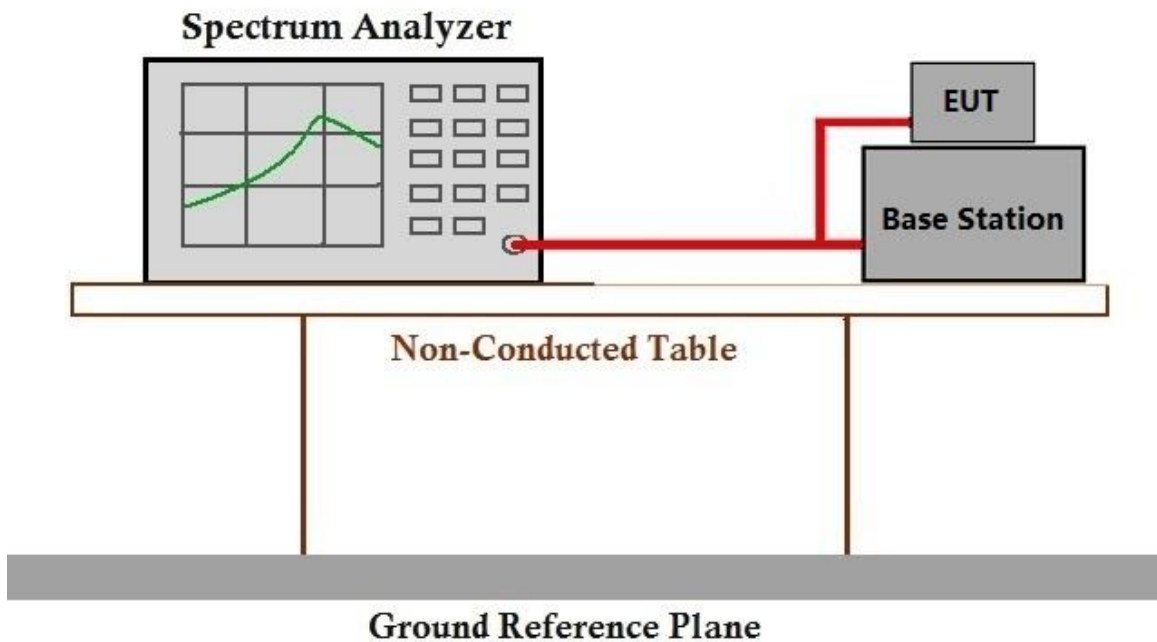 Spectrum Analyzer
EUT
Base Station
Non-Conducted Table
Ground Reference Plane